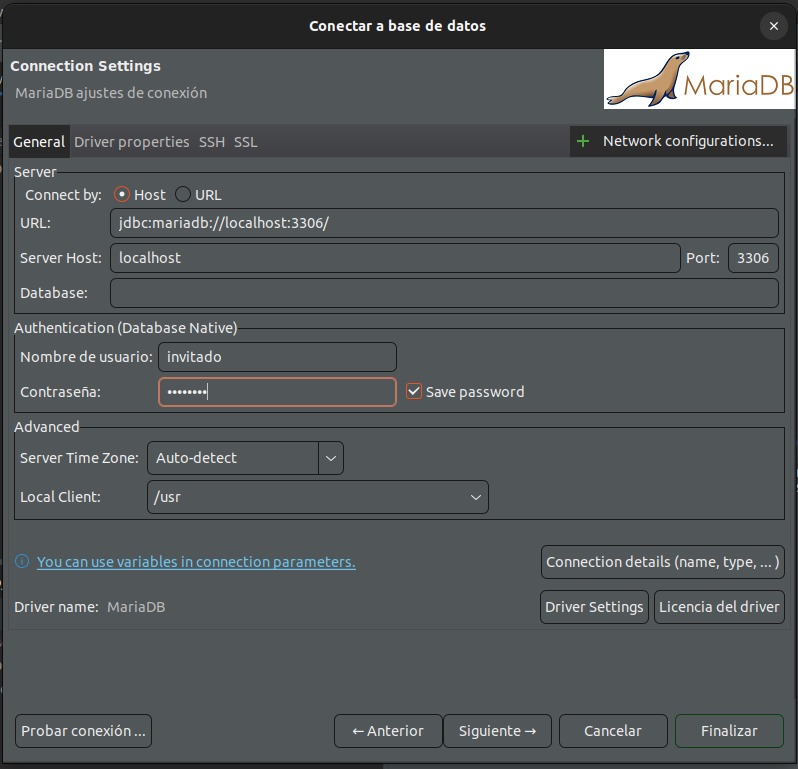 Conectar a base de datos
Connection Settings
MariaDB ajustes de conexión
MariaDB
General Driver properties SSH SSL
+ Network configurations...
Server
Connect by: Host URL
URL: jdbc:mariadb://localhost:3306/
Server Host: localhost Port: 3306
Database:
Authentication (Database Native)
Nombre de usuario: invitado
Contraseña: ••••••••
Save password
Advanced
Server Time Zone: Auto-detect
Local Client: /usr
You can use variables in connection parameters.
Connection details (name, type, ... )
Driver name: MariaDB
Driver Settings Licencia del driver
Probar conexión ... ← Anterior Siguiente → Cancelar Finalizar